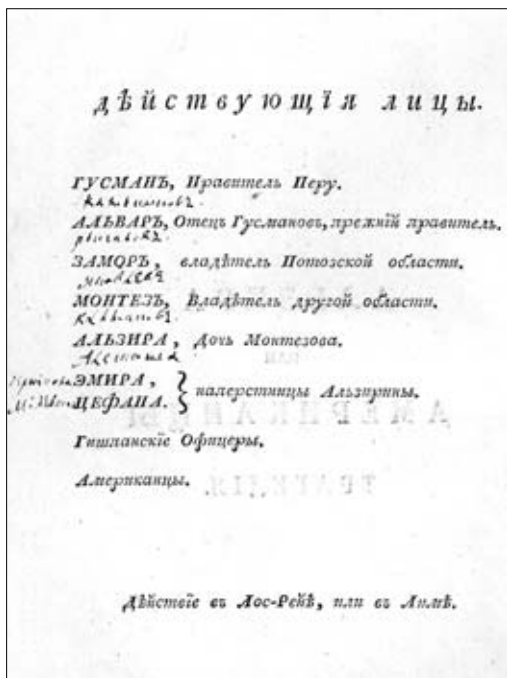 дѣйствующія лицы.
ГУСМАНЪ, Правитель Перу.
АЛЬВАРЪ, Отецъ Гусмановъ, прежній правитель.
ЗАМОРЪ, владѣтель Потозской области.
МОНТЕЗЪ, Владѣтель другой области.
АЛЬЗИРА, Дочь Монтезова.
ЭМИРА,
ЦЕФАНА. } наперстницы Альзирины.
Гишпанскіе Офицеры.
Американцы.
Дѣйствіе въ Лос-Рейѣ, или въ Лимѣ.